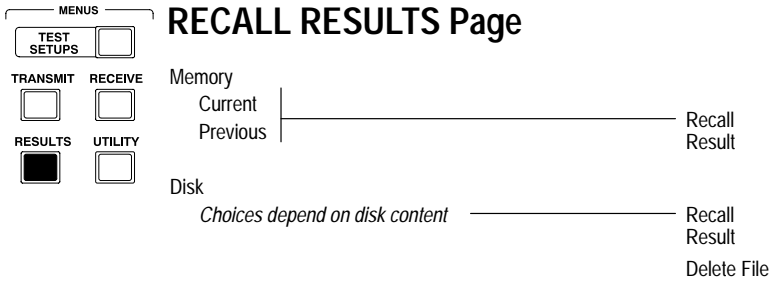 MENUS
TEST
SETUPS
TRANSMIT RECEIVE
RESULTS UTILITY
RECALL RESULTS Page
Memory
Current
Previous
Recall
Result
Disk
Choices depend on disk content
Recall
Result
Delete File